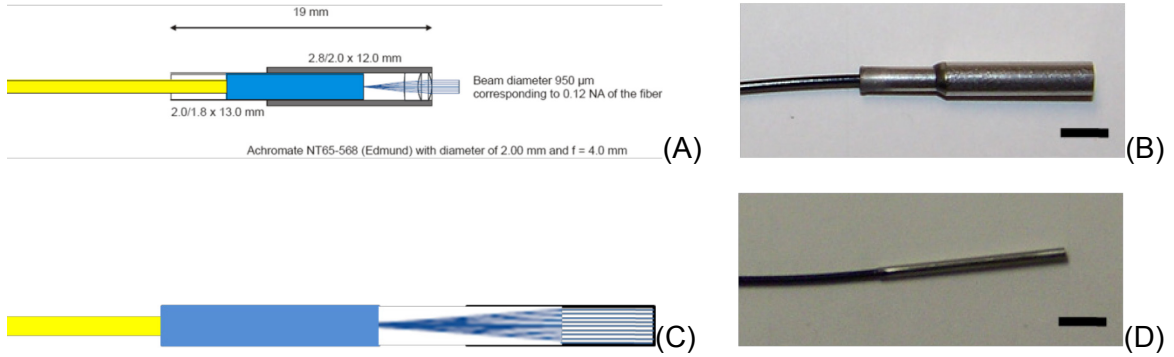 19 mm
2.8/2.0 x 12.0 mm
Beam diameter 950 µm
corresponding to 0.12 NA of the fiber
2.0/1.8 x 13.0 mm
Achromate NT65-568 (Edmund) with diameter of 2.00 mm and f = 4.0 mm
(A)
(B)
(C)
(D)